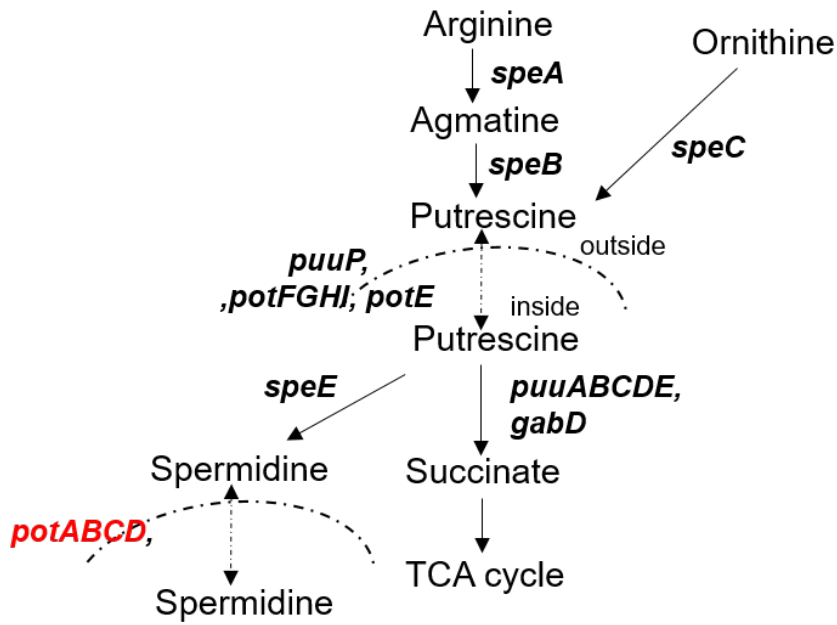 Arginine
Ornithine
speA
Agmatine
speC
speB
Putrescine
outside
puuP,
,potFGHI; potE
inside
Putrescine
speE
puuABCDE,
gabD
Spermidine
Succinate
potABCD,
TCA cycle
Spermidine